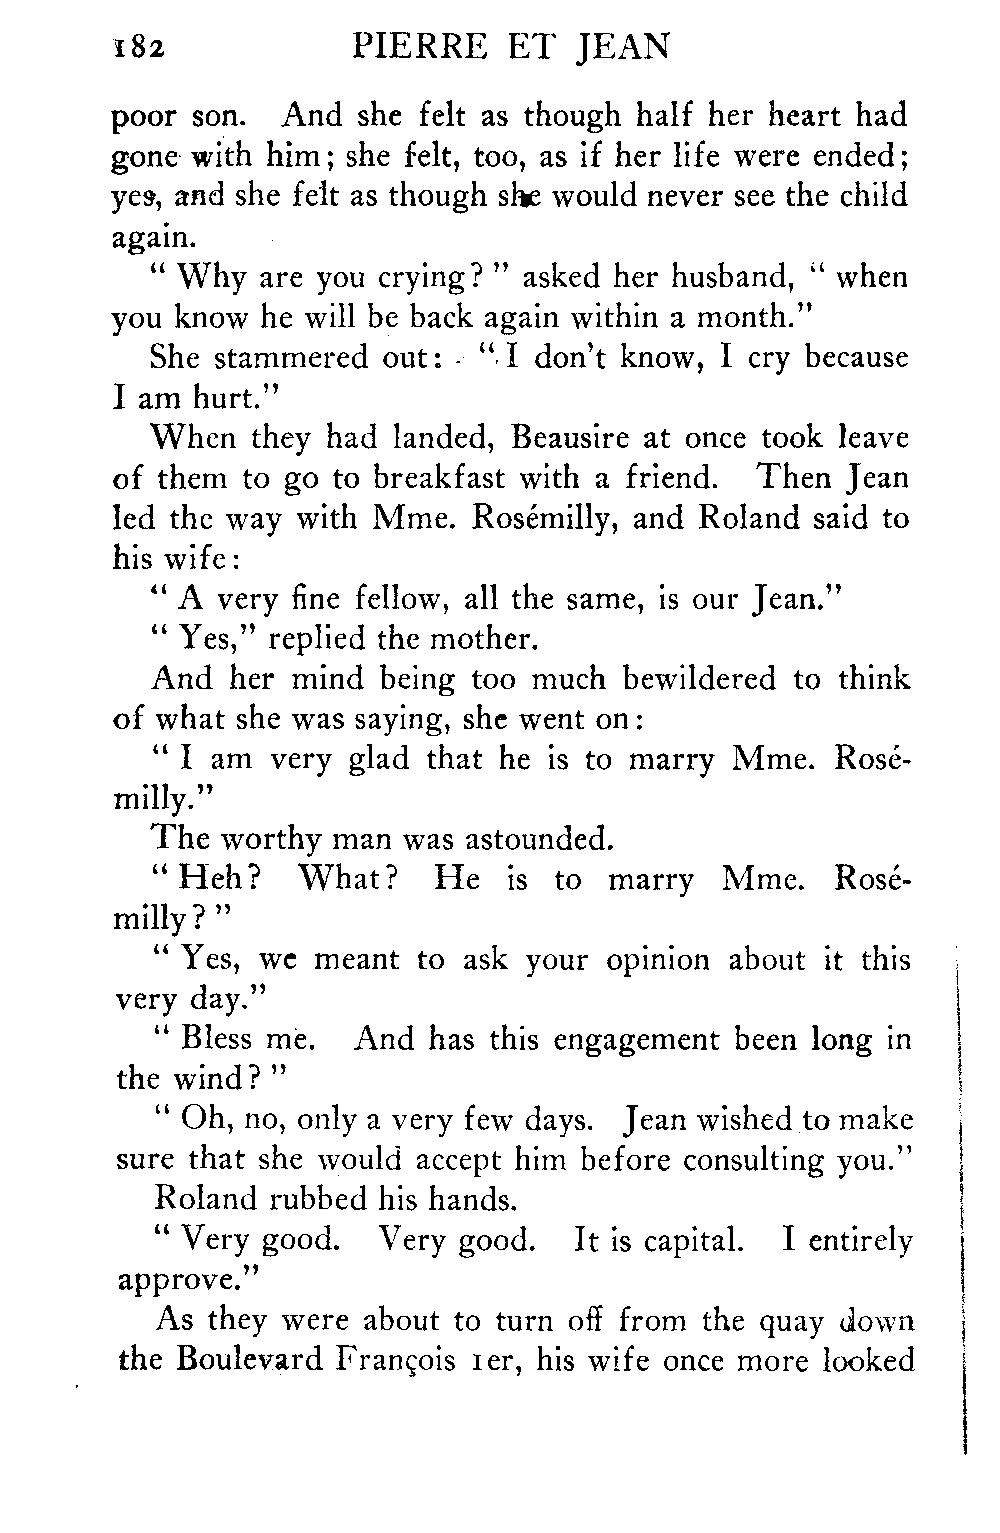 182 PIERRE ET JEAN
poor son. And she felt as though half her heart had
gone with him; she felt, too, as if her life were ended;
yes, and she felt as though she would never see the child
again.
“ Why are you crying? ” asked her husband, “ when
you know he will be back again within a month.”
She stammered out: “ I don't know, I cry because
I am hurt.”
When they had landed, Beausire at once took leave
of them to go to breakfast with a friend. Then Jean
led the way with Mme. Rosémilly, and Roland said to
his wife:
“ A very fine fellow, all the same, is our Jean.”
“ Yes,” replied the mother.
And her mind being too much bewildered to think
of what she was saying, she went on:
“ I am very glad that he is to marry Mme. Rosé-
milly.”
The worthy man was astounded.
“ Heh? What? He is to marry Mme. Rosé-
milly? ”
“ Yes, we meant to ask your opinion about it this
very day.”
“ Bless me. And has this engagement been long in
the wind? ”
“ Oh, no, only a very few days. Jean wished to make
sure that she would accept him before consulting you.”
Roland rubbed his hands.
“ Very good. Very good. It is capital. I entirely
approve.”
As they were about to turn off from the quay down
the Boulevard François 1er, his wife once more looked